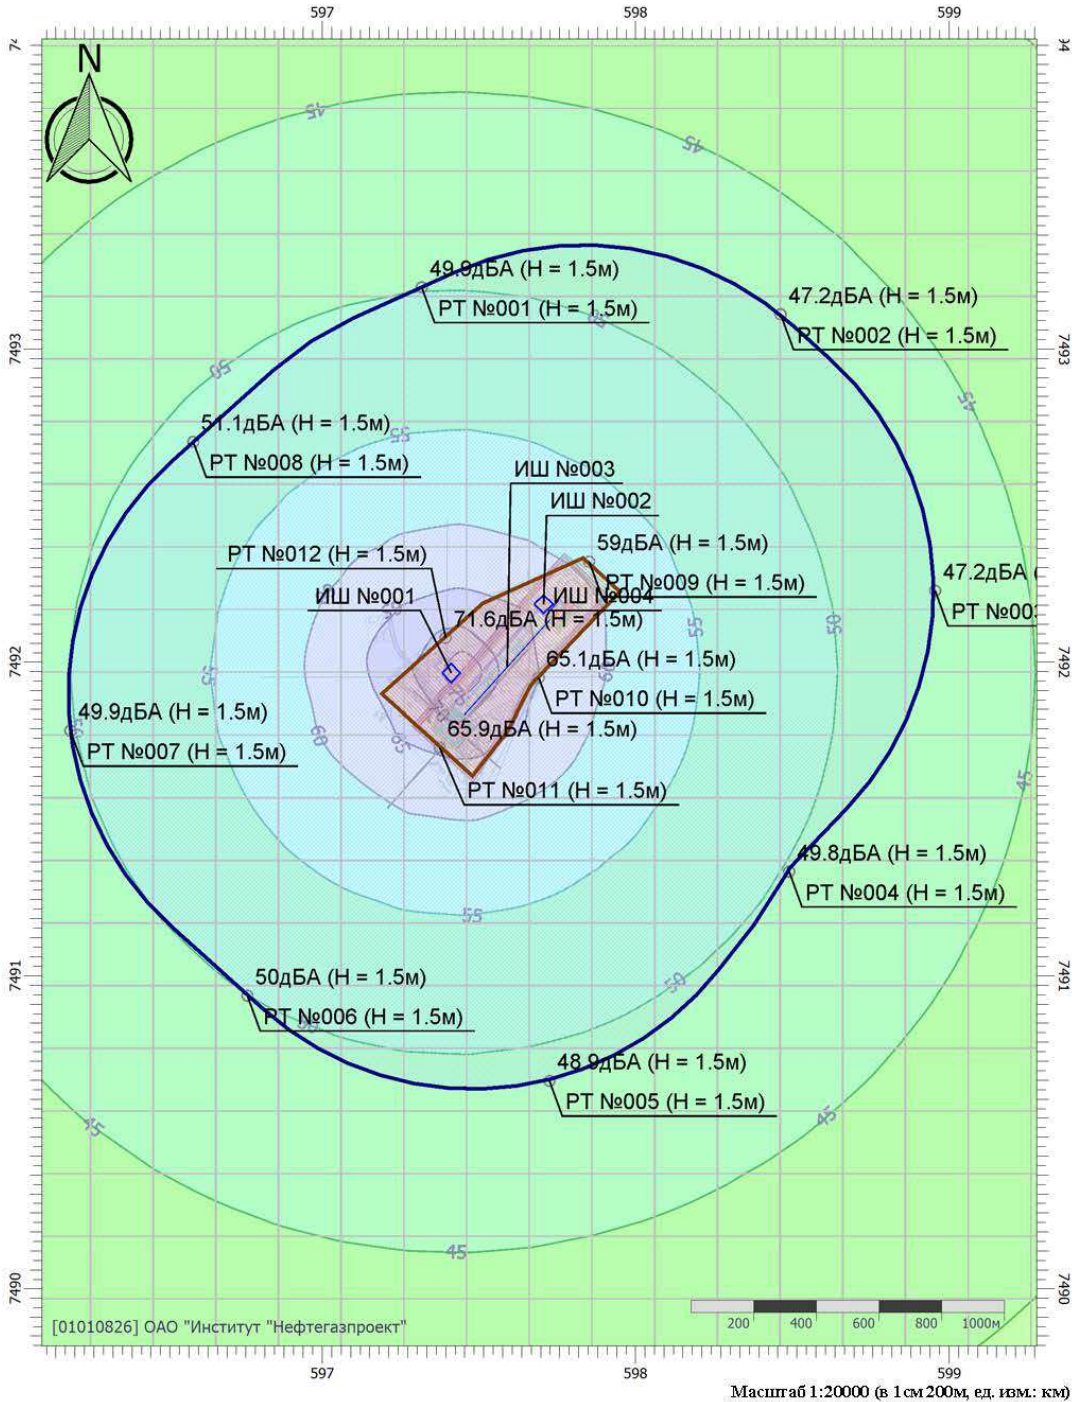 597 598 599
74 94
N
45
45
49.9дБА (Н = 1.5м)
РТ №001 (Н = 1.5м)
47.2дБА (Н = 1.5м)
РТ №002 (Н = 1.5м)
7493 7493
50
45
51.1дБА (Н = 1.5м)
55
РТ №008 (Н = 1.5м)
ИШ №003
ИШ №002
РТ №012 (Н = 1.5м)
59дБА (Н = 1.5м)
РТ №009 (Н = 1.5м)
47.2дБА (
ИШ №001
ИШ №004
РТ №003
71.6дБА (Н = 1.5м)
55
50
7492 7492
65.1дБА (Н = 1.5м)
55
60
75
РТ №010 (Н = 1.5м)
70
49.9дБА (Н = 1.5м)
65.9дБА (Н = 1.5м)
60
65
РТ №007 (Н = 1.5м)
РТ №011 (Н = 1.5м)
45
49.8дБА (Н = 1.5м)
РТ №004 (Н = 1.5м)
55
7491 7491
50дБА (Н = 1.5м)
50
РТ №006 (Н = 1.5м)
48.9дБА (Н = 1.5м)
РТ №005 (Н = 1.5м)
45
45
45
7490 7490
[01010826] ОАО "Институт "Нефтегазпроект"
200 400 600 800 1000м
597 598 599
Масштаб 1:20000 (в 1см 200м, ед. изм.: км)